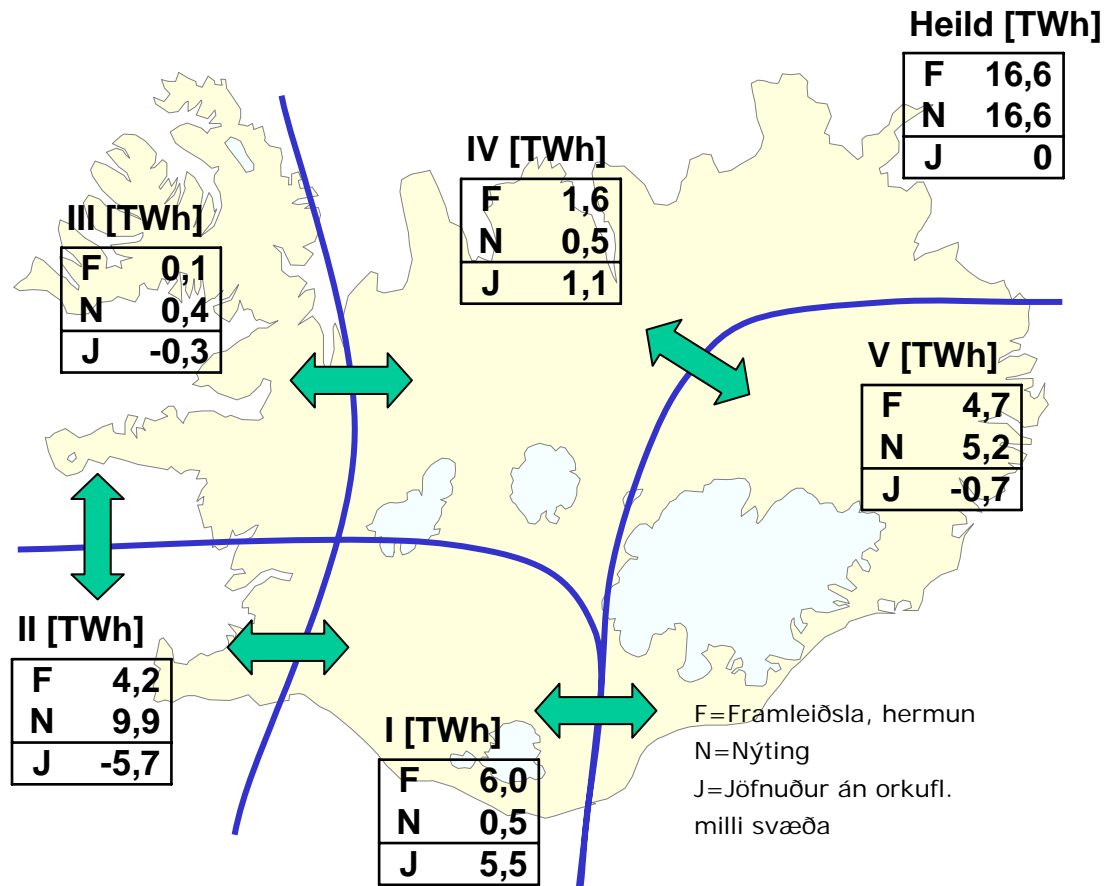 Heild [TWh]
F 16,6
N 16,6
J 0
IV [TWh]
F 1,6
N 0,5
J 1,1
III [TWh]
F 0,1
N 0,4
J -0,3
V [TWh]
F 4,7
N 5,2
J -0,7
II [TWh]
F 4,2
N 9,9
J -5,7
I [TWh]
F 6,0
N 0,5
J 5,5
F=Framleiðsla, hermun
N=Nýting
J=Jöfnuður án orkufl.
milli svæða